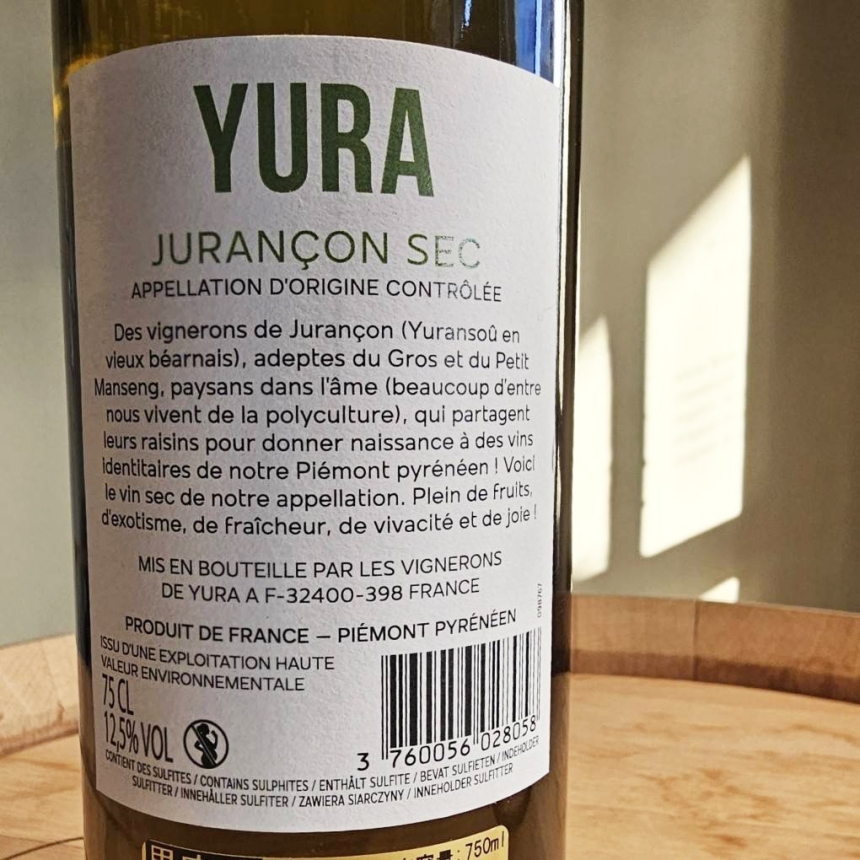 YURA
JURANÇON SEC
APPELLATION D'ORIGINE CONTRÔLÉE
Des vignerons de Jurançon (Yuransoû en
vieux béarnais), adeptes du Gros et du Petit
Manseng, paysans dans l'âme (beaucoup d'entre
nous vivent de la polyculture), qui partagent
leurs raisins pour donner naissance à des vins
identitaires de notre Piémont pyrénéen ! Voici
le vin sec de notre appellation. Plein de fruits,
d'exotisme, de fraîcheur, de vivacité et de joie !
MIS EN BOUTEILLE PAR LES VIGNERONS
DE YURA A F-32400-398 FRANCE
PRODUIT DE FRANCE – PIÉMONT PYRÉNÉEN
ISSU D'UNE EXPLOITATION HAUTE
VALEUR ENVIRONNEMENTALE
75 CL
12,5% VOL
098767
3 760056 028058
CONTIENT DES SULFITES / CONTAINS SULPHITES / ENTHÄLT SULFITE / BEVAT SULFIETEN / INDEHOLDER
SULFITTER / INNEHÅLLER SULFITER / ZAWIERA SIARCZYNY / INNEHOLDER SULFITTER
容量: 750ml